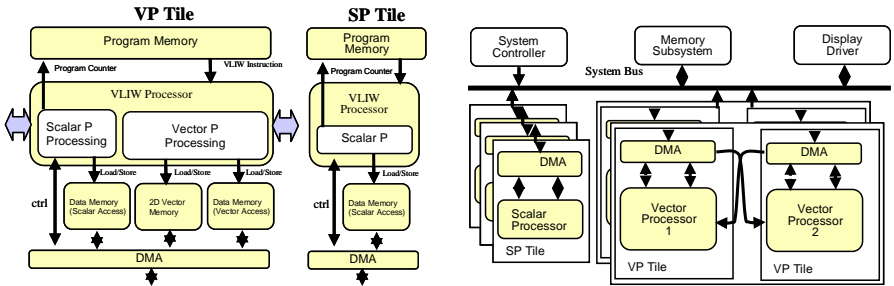 VP Tile
Program Memory
Program Counter
VLIW Instruction
VLIW Processor
Scalar P
Processing
Vector P
Processing
Load/Store
Load/Store
Load/Store
ctrl
Data Memory
(Scalar Access)
2D Vector
Memory
Data Memory
(Vector Access)
DMA
SP Tile
Program
Memory
Program Counter
VLIW
Processor
Scalar P
Load/Store
ctrl
Data Memory
(Scalar Access)
DMA
System
Controller
Memory
Subsystem
Display
Driver
System Bus
DMA
Scalar
Processor
SP Tile
DMA
Vector
Processor
1
VP Tile
DMA
Vector
Processor
2
VP Tile